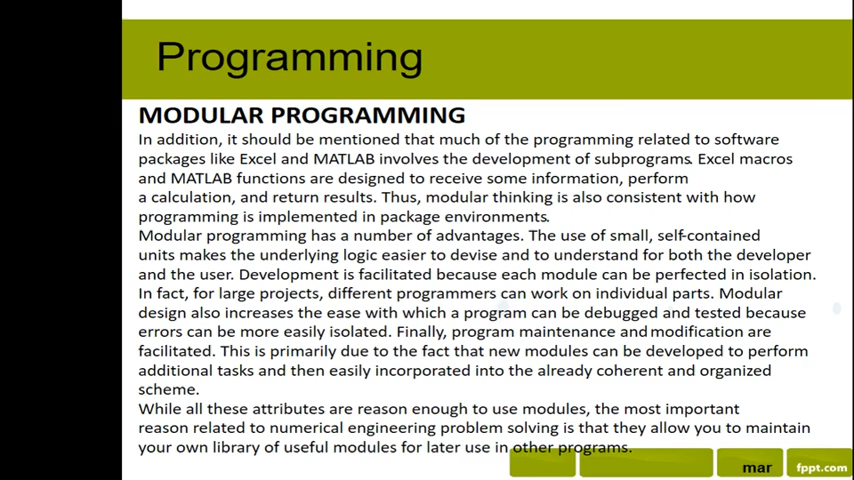 Programming
MODULAR PROGRAMMING
In addition, it should be mentioned that much of the programming related to software
packages like Excel and MATLAB involves the development of subprograms. Excel macros
and MATLAB functions are designed to receive some information, perform
a calculation, and return results. Thus, modular thinking is also consistent with how
programming is implemented in package environments.
Modular programming has a number of advantages. The use of small, self-contained
units makes the underlying logic easier to devise and to understand for both the developer
and the user. Development is facilitated because each module can be perfected in isolation.
In fact, for large projects, different programmers can work on individual parts. Modular
design also increases the ease with which a program can be debugged and tested because
errors can be more easily isolated. Finally, program maintenance and modification are
facilitated. This is primarily due to the fact that new modules can be developed to perform
additional tasks and then easily incorporated into the already coherent and organized
scheme.
While all these attributes are reason enough to use modules, the most important
reason related to numerical engineering problem solving is that they allow you to maintain
your own library of useful modules for later use in other programs.
mar
fppt.com